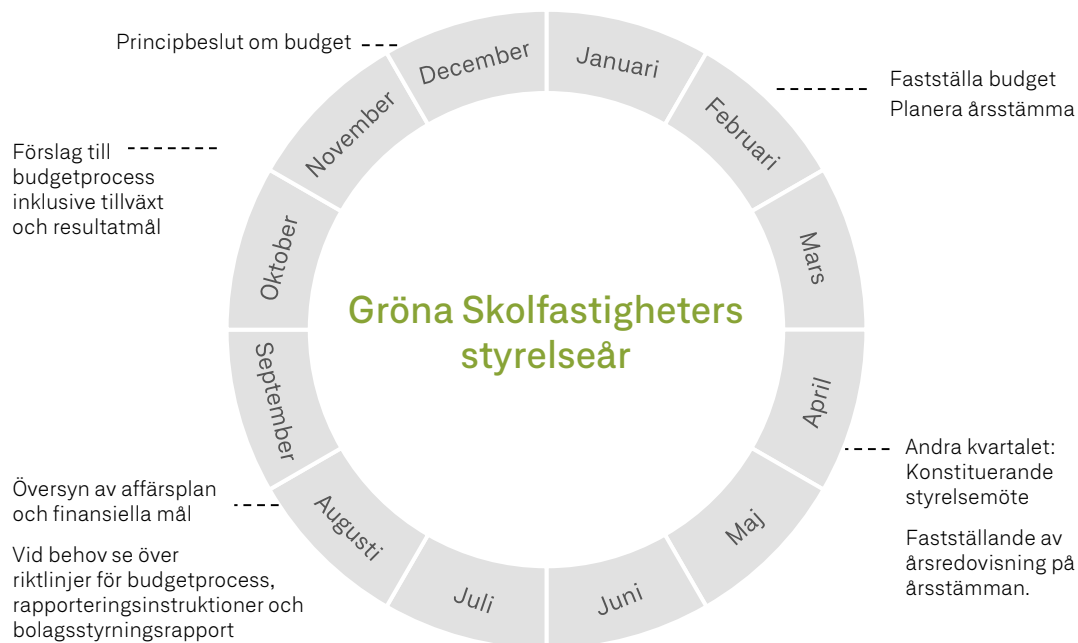 Gröna Skolfastigheters
styrelseår
Januari
Februari
Mars
April
Maj
Juni
Juli
Augusti
September
Oktober
November
December
Fastställa budget
Planera årsstämma
Andra kvartalet:
Konstituerande
styrelsemöte
Fastställande av
årsredovisning på
årsstämman.
Översyn av affärsplan
och finansiella mål
Vid behov se över
riktlinjer för budgetprocess,
rapporteringsinstruktioner och
bolagsstyrningsrapport
Förslag till
budgetprocess
inklusive tillväxt
och resultatmål
Principbeslut om budget